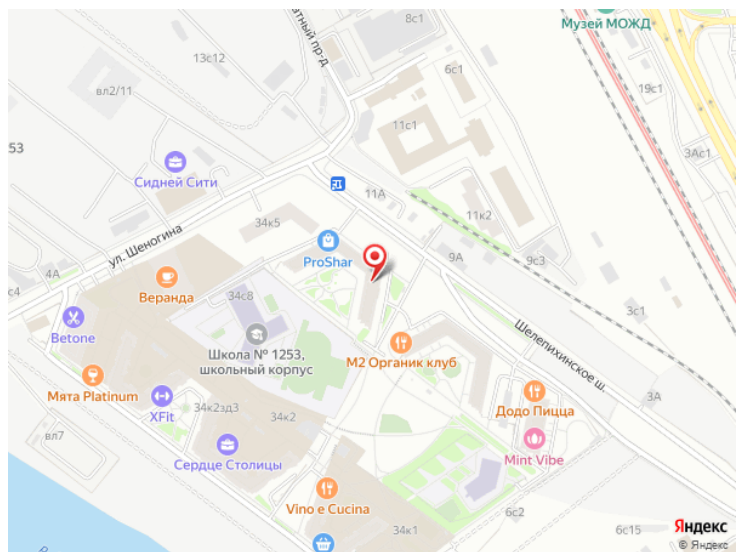 8с1
Музей МОЖД
атный пр-д
13с12
6с1
19с1
вл2/11
11с1
53
3Ас1
Сидней Сити
11А
11к2
34к5
ул. Шеногина
ProShar
9А
9с3
4А
с4
Веранда
34с8
3с1
Betone
Школа № 1253,
школьный корпус
Шелепихинское ш.
М2 Органик клуб
Мята Platinum
XFit
34к2зд3
34к2
Додо Пицца
3А
вл7
Сердце Столицы
Mint Vibe
Vino e Cucina
6с2
34к1
6с15
Яндекс
© Яндекс